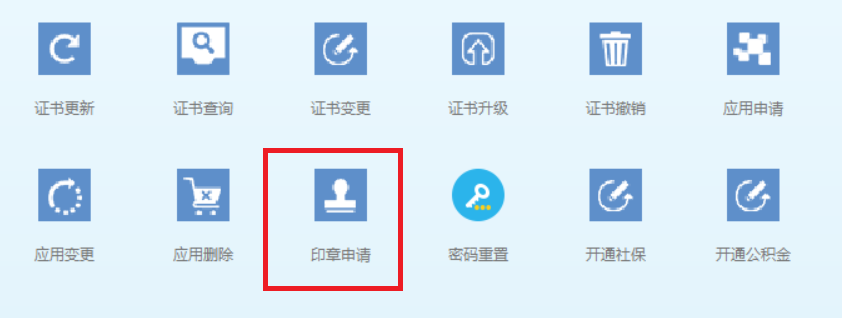 证书更新 证书查询 证书变更 证书升级 证书撤销 应用申请
应用变更 应用删除 印章申请 密码重置 开通社保 开通公积金